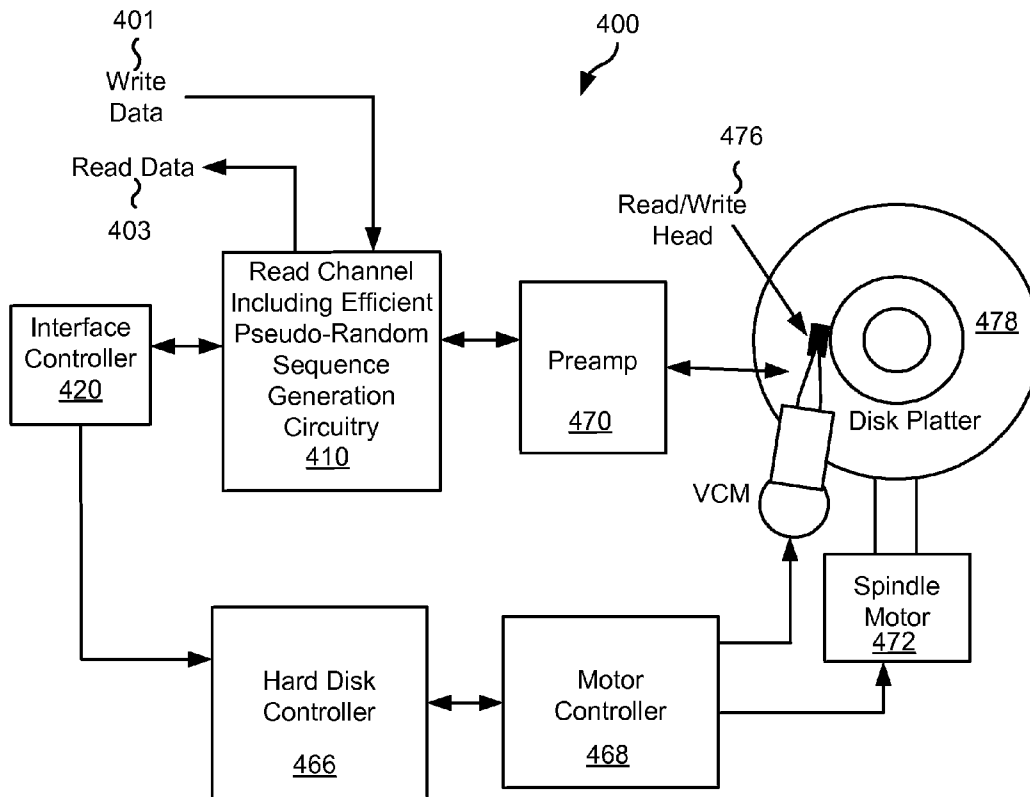 401
Write
Data
400
Read Data
403
476
Read/Write
Head
Read Channel
Including Efficient
Pseudo-Random
Sequence
Generation
Circuitry
410
Interface
Controller
420
Preamp
470
478
Disk Platter
VCM
Spindle
Motor
472
Hard Disk
Controller
466
Motor
Controller
468